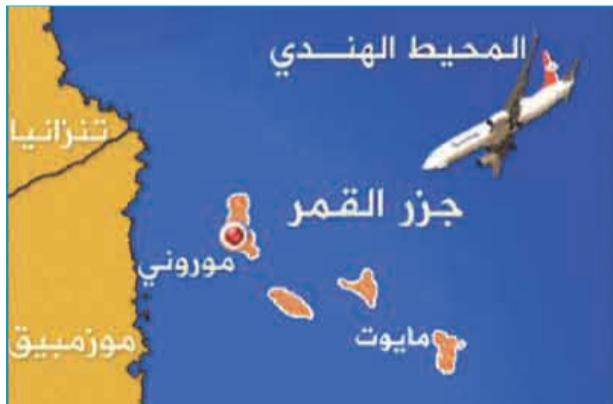 المحيط الهندي
تنزانيا
جزر القمر
موروني
مايوت
موزمبيق